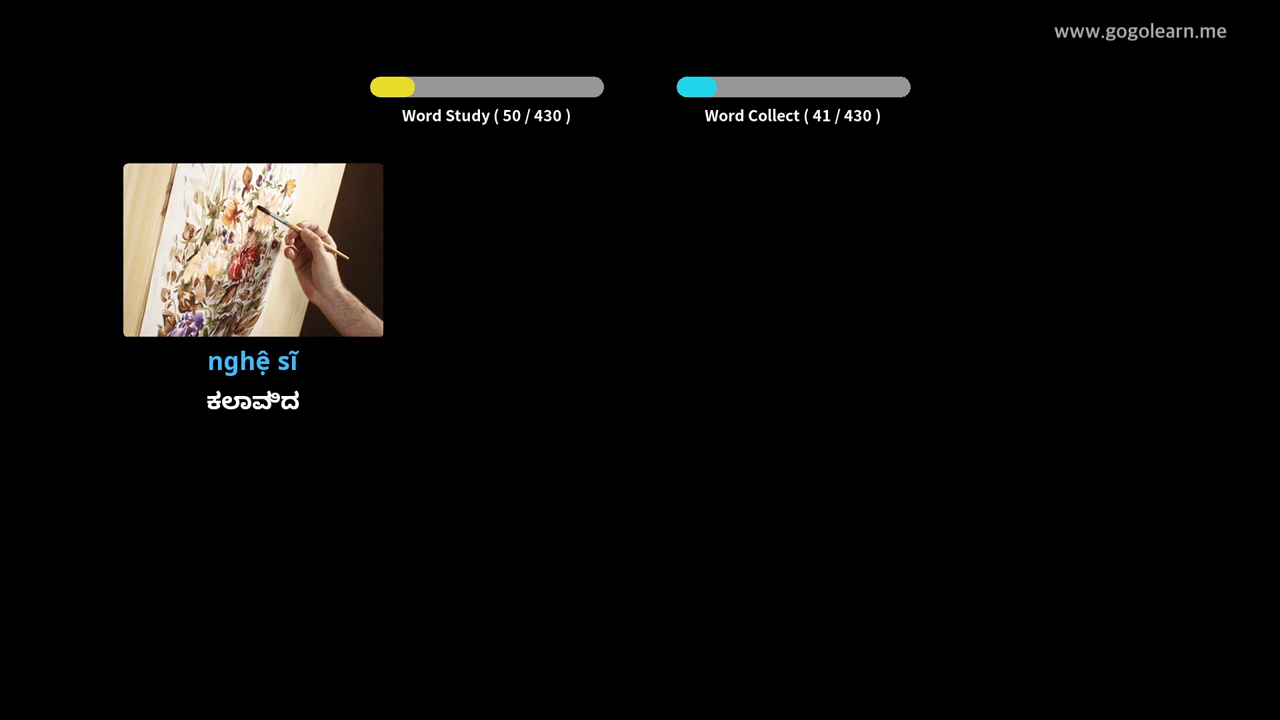 www.gogolearn.me
Word Study ( 50 / 430 )
Word Collect ( 41 / 430 )
nghệ sĩ
ಕಲಾವಿದ